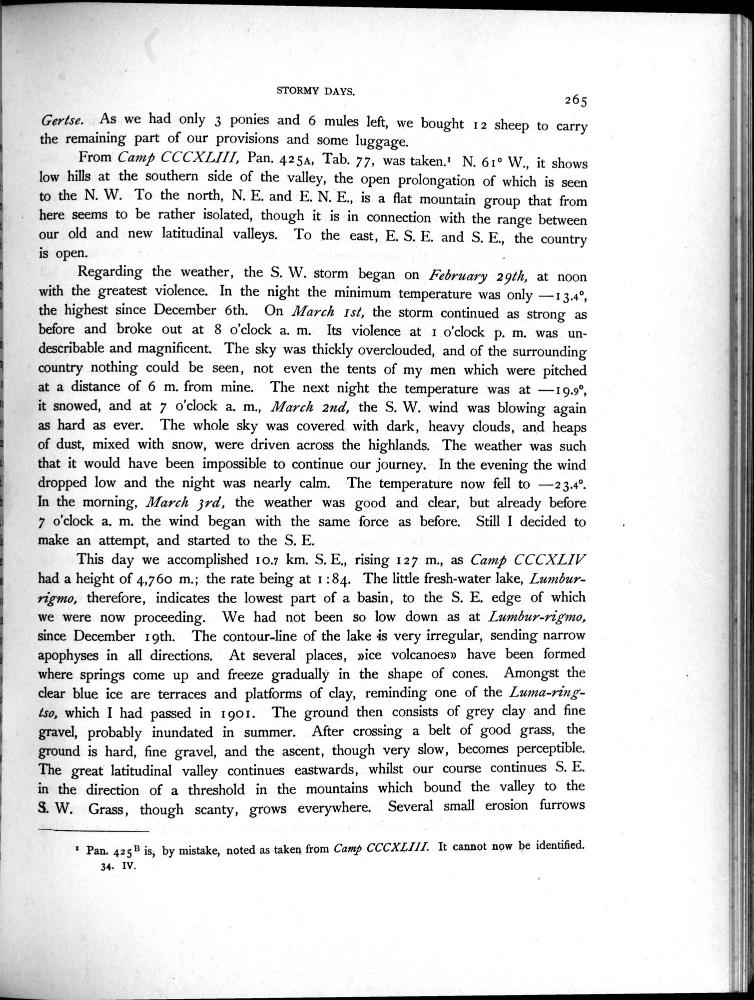 STORMY DAYS.
265
Gertse. As we had only 3 ponies and 6 mules left, we bought 12 sheep to carry
the remaining part of our provisions and some luggage.
From Camp CCCXLIII, Pan. 425A, Tab. 77, was taken.¹ N. 61° W., it shows
low hills at the southern side of the valley, the open prolongation of which is seen
to the N. W. To the north, N. E. and E. N. E., is a flat mountain group that from
here seems to be rather isolated, though it is in connection with the range between
our old and new latitudinal valleys. To the east, E. S. E. and S. E., the country
is open.
Regarding the weather, the S. W. storm began on February 29th, at noon
with the greatest violence. In the night the minimum temperature was only —13.4°,
the highest since December 6th. On March 1st, the storm continued as strong as
before and broke out at 8 o'clock a. m. Its violence at 1 o'clock p. m. was un-
describable and magnificent. The sky was thickly overclouded, and of the surrounding
country nothing could be seen, not even the tents of my men which were pitched
at a distance of 6 m. from mine. The next night the temperature was at —19.9°,
it snowed, and at 7 o'clock a. m., March 2nd, the S. W. wind was blowing again
as hard as ever. The whole sky was covered with dark, heavy clouds, and heaps
of dust, mixed with snow, were driven across the highlands. The weather was such
that it would have been impossible to continue our journey. In the evening the wind
dropped low and the night was nearly calm. The temperature now fell to —23.4°.
In the morning, March 3rd, the weather was good and clear, but already before
7 o'clock a. m. the wind began with the same force as before. Still I decided to
make an attempt, and started to the S. E.
This day we accomplished 10.7 km. S. E., rising 127 m., as Camp CCCXLIV
had a height of 4,760 m.; the rate being at 1:84. The little fresh-water lake, Lumbur-
rigmo, therefore, indicates the lowest part of a basin, to the S. E. edge of which
we were now proceeding. We had not been so low down as at Lumbur-rigmo,
since December 19th. The contour-line of the lake is very irregular, sending narrow
apophyses in all directions. At several places, »ice volcanoes» have been formed
where springs come up and freeze gradually in the shape of cones. Amongst the
clear blue ice are terraces and platforms of clay, reminding one of the Luma-ring-
tso, which I had passed in 1901. The ground then consists of grey clay and fine
gravel, probably inundated in summer. After crossing a belt of good grass, the
ground is hard, fine gravel, and the ascent, though very slow, becomes perceptible.
The great latitudinal valley continues eastwards, whilst our course continues S. E.
in the direction of a threshold in the mountains which bound the valley to the
S. W. Grass, though scanty, grows everywhere. Several small erosion furrows
¹ Pan. 425B is, by mistake, noted as taken from Camp CCCXLIII. It cannot now be identified.
34. IV.